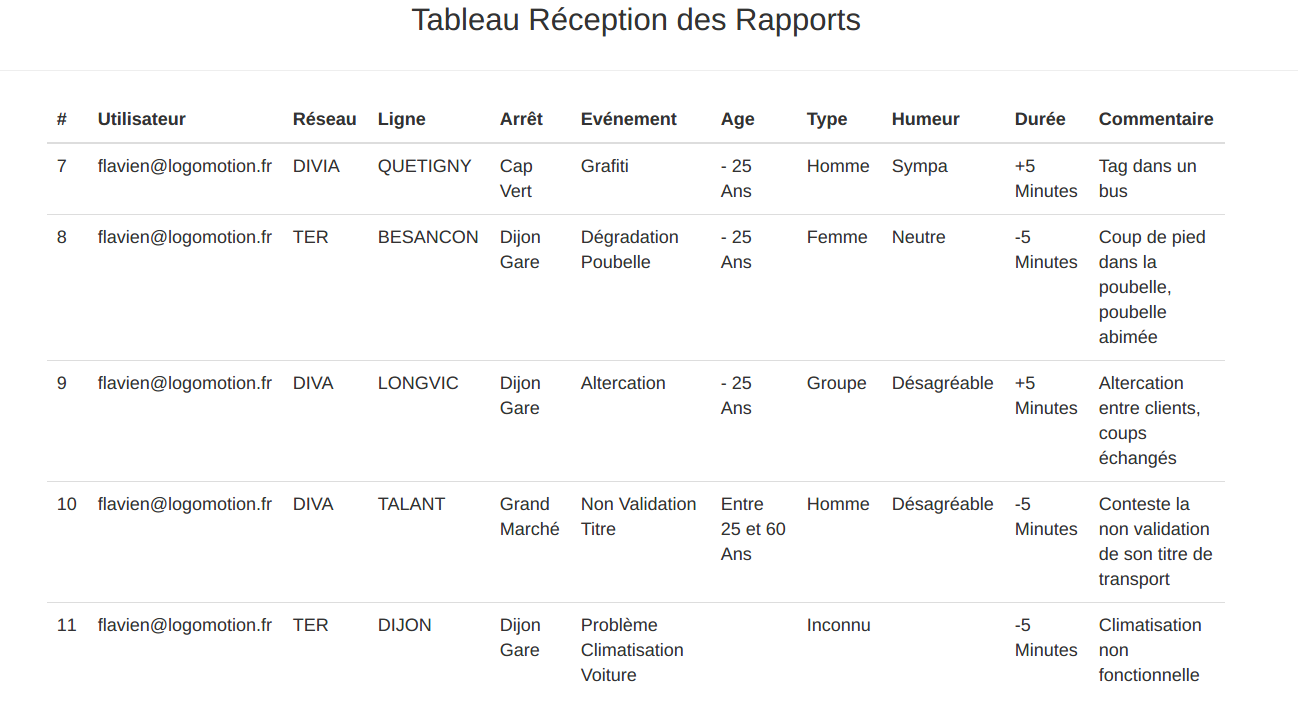 Tableau Réception des Rapports
# Utilisateur Réseau Ligne Arrêt Evénement Age Type Humeur Durée Commentaire
7 flavien@logomotion.fr DIVIA QUETIGNY Cap Grafiti - 25 Homme Sympa +5 Tag dans un
Vert Ans Minutes bus
8 flavien@logomotion.fr TER BESANCON Dijon Dégradation - 25 Femme Neutre -5 Coup de pied
Gare Poubelle Ans Minutes dans la
poubelle,
poubelle
abimée
9 flavien@logomotion.fr DIVA LONGVIC Dijon Altercation - 25 Groupe Désagréable +5 Altercation
Gare Ans Minutes entre clients,
coups
échangés
10 flavien@logomotion.fr DIVA TALANT Grand Non Validation Entre Homme Désagréable -5 Conteste la
Marché Titre 25 et 60 Minutes non validation
Ans de son titre de
transport
11 flavien@logomotion.fr TER DIJON Dijon Problème Inconnu -5 Climatisation
Gare Climatisation Minutes non
Voiture fonctionnelle